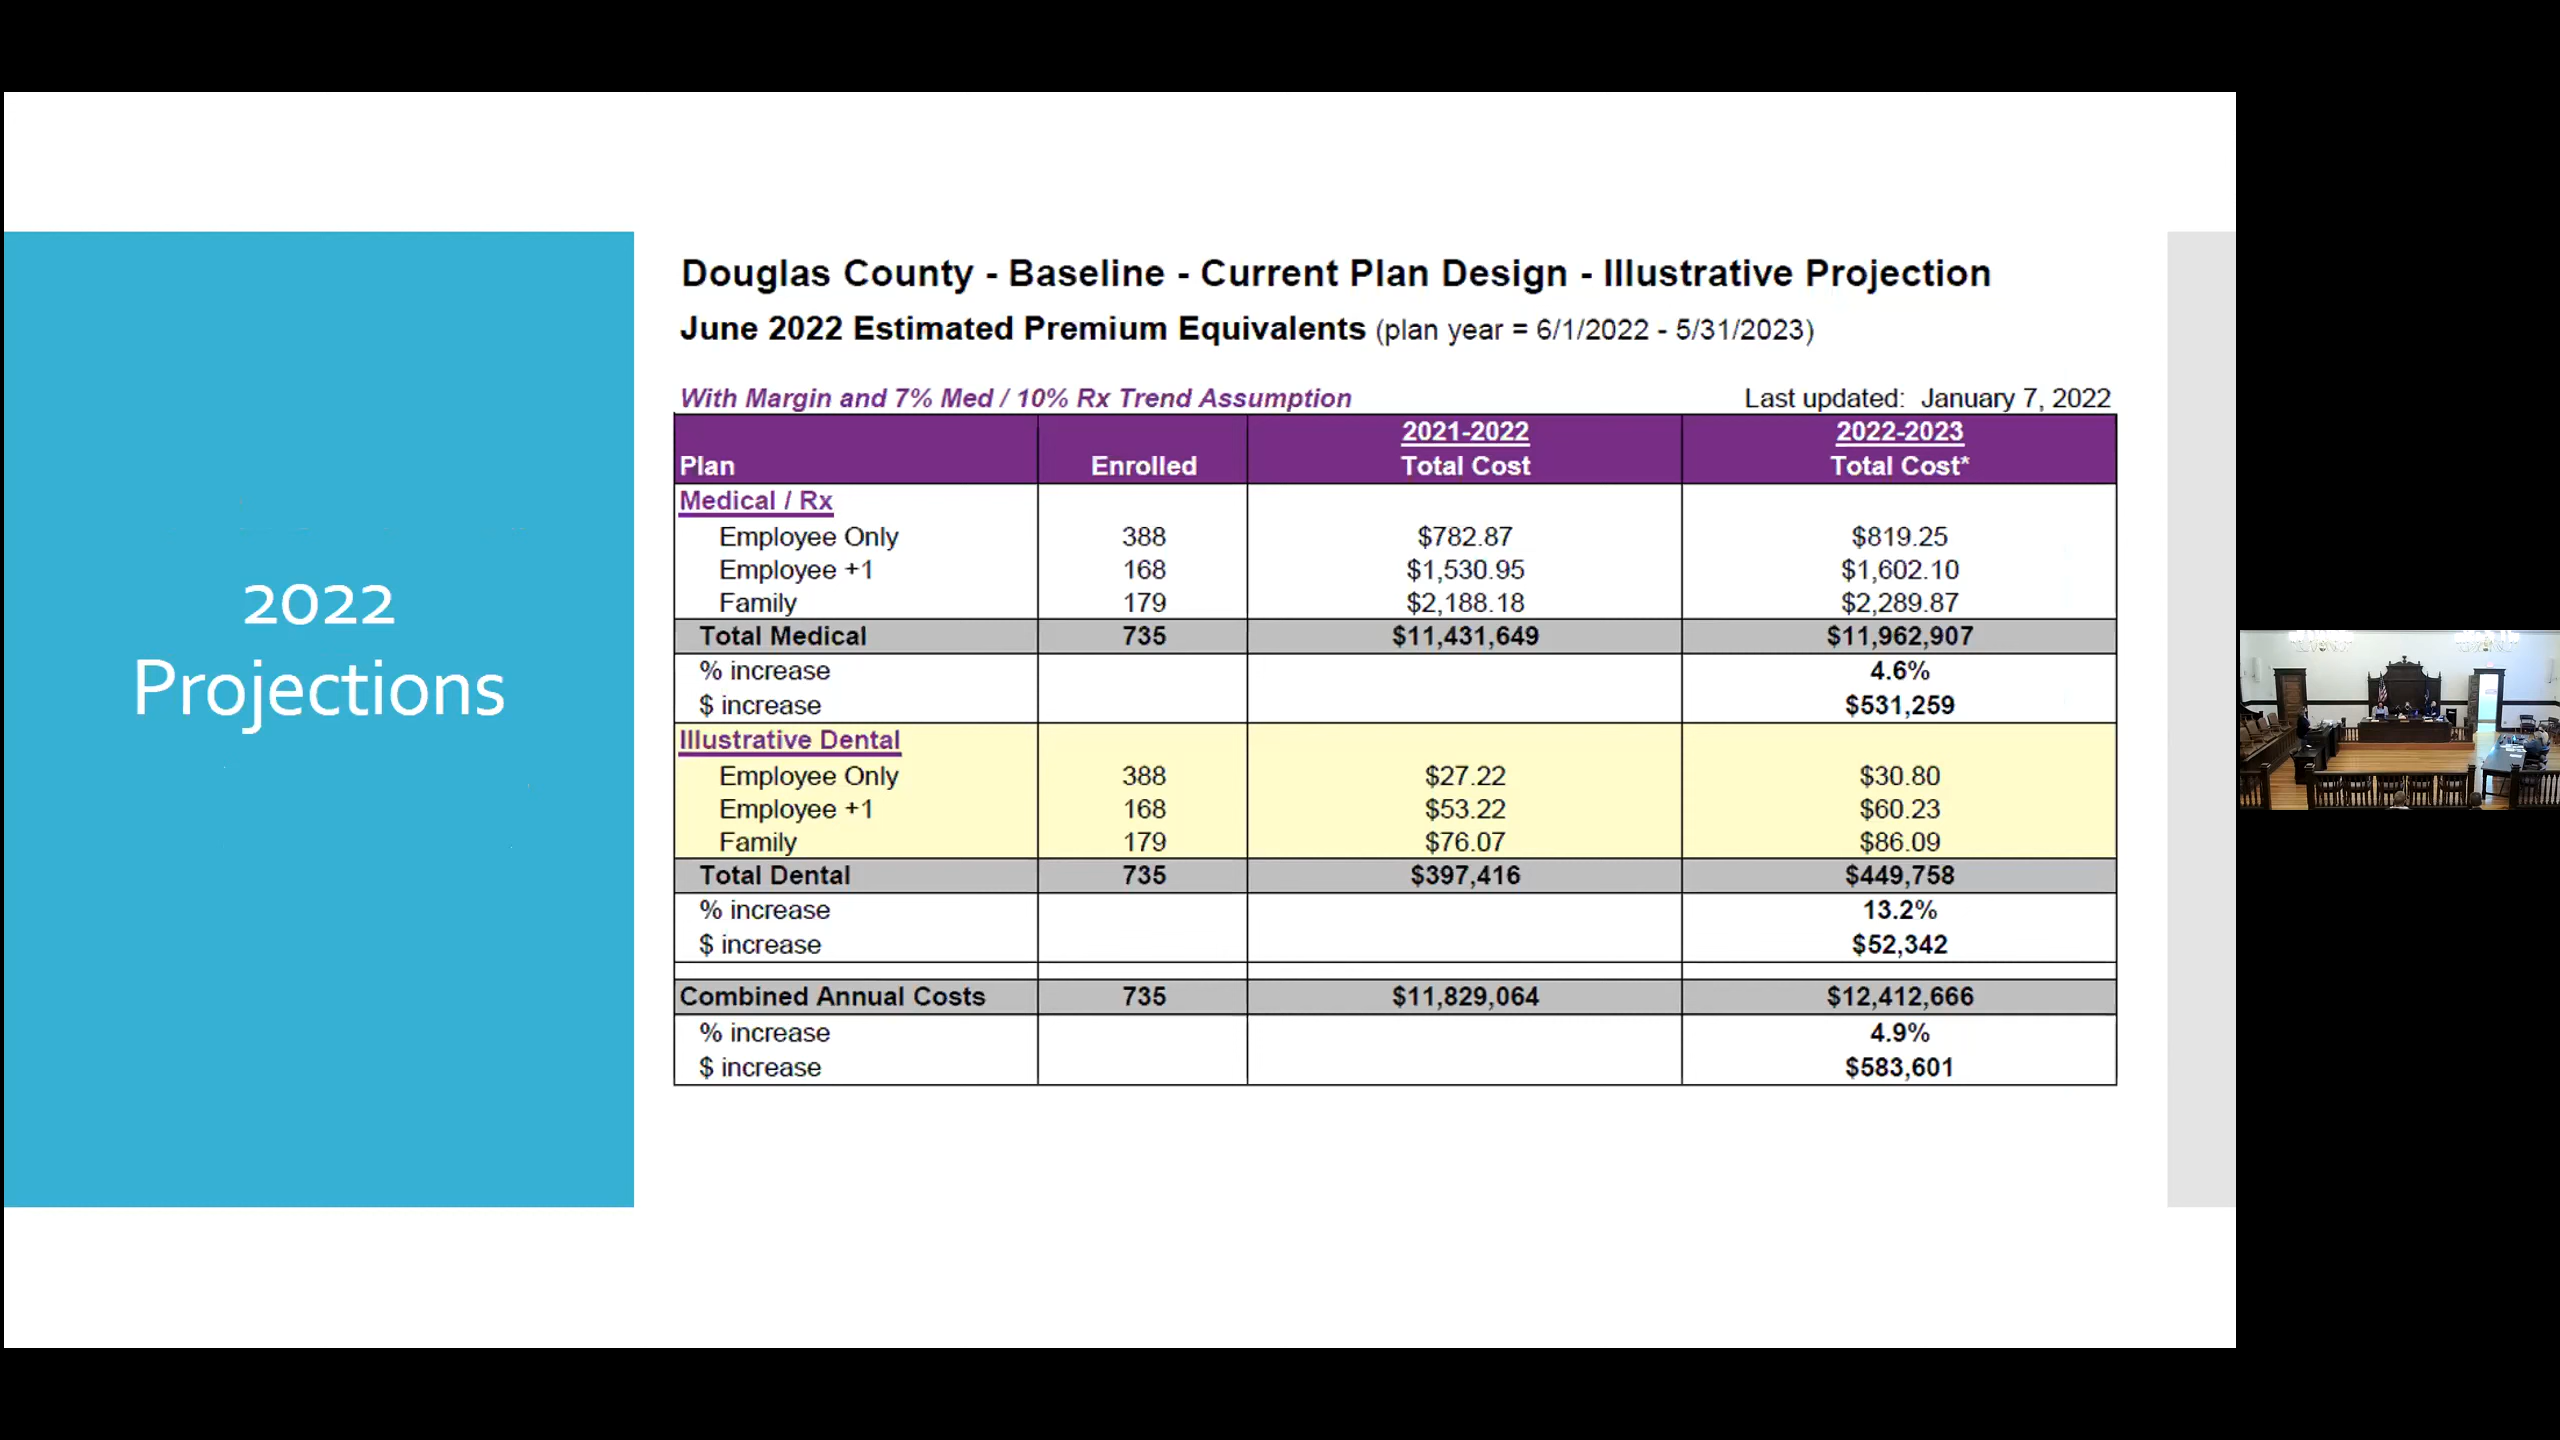 2022
Projections
Douglas County - Baseline - Current Plan Design - Illustrative Projection
June 2022 Estimated Premium Equivalents (plan year = 6/1/2022 - 5/31/2023)
With Margin and 7% Med / 10% Rx Trend Assumption Last updated: January 7, 2022
2021-2022 2022-2023
Plan Enrolled Total Cost Total Cost*
Medical / Rx
Employee Only 388 $782.87 $819.25
Employee +1 168 $1,530.95 $1,602.10
Family 179 $2,188.18 $2,289.87
Total Medical 735 $11,431,649 $11,962,907
% increase 4.6%
$ increase $531,259
Illustrative Dental
Employee Only 388 $27.22 $30.80
Employee +1 168 $53.22 $60.23
Family 179 $76.07 $86.09
Total Dental 735 $397,416 $449,758
% increase 13.2%
$ increase $52,342
Combined Annual Costs 735 $11,829,064 $12,412,666
% increase 4.9%
$ increase $583,601